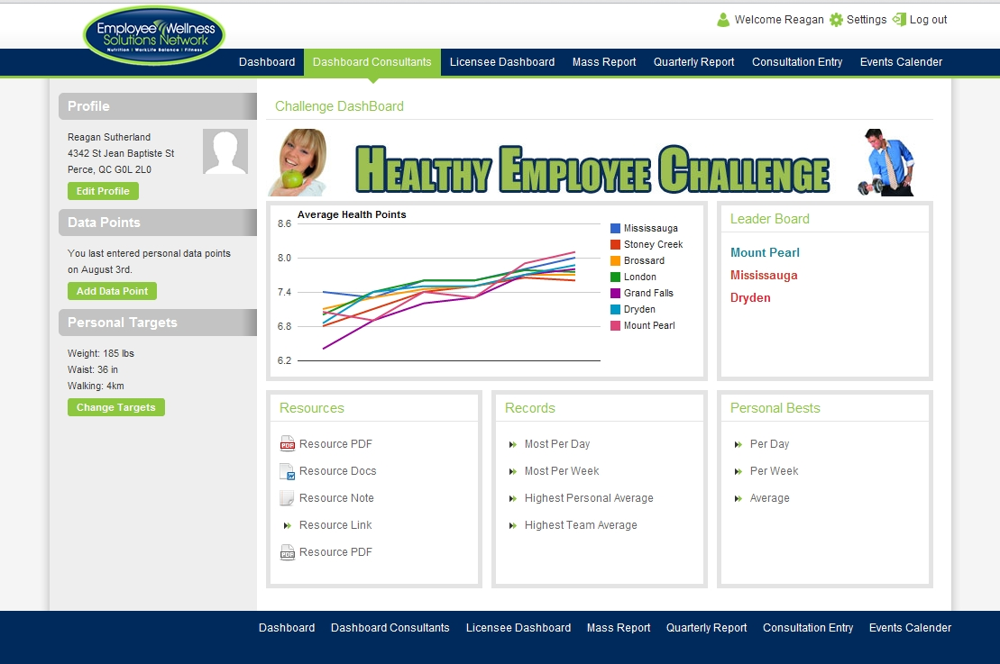 Employee Wellness
Solutions Network
Nutrition | WorkLife Balance | Fitness
Welcome Reagan
Settings
Log out
Dashboard
Dashboard Consultants
Licensee Dashboard
Mass Report
Quarterly Report
Consultation Entry
Events Calender
Profile
Reagan Sutherland
4342 St Jean Baptiste St
Perce, QC G0L 2L0
Edit Profile
Data Points
You last entered personal data points
on August 3rd.
Add Data Point
Personal Targets
Weight: 185 lbs
Waist: 36 in
Walking: 4km
Change Targets
Challenge DashBoard
HEALTHY EMPLOYEE CHALLENGE
Average Health Points
8.6
8.0
7.4
6.8
6.2
Mississauga
Stoney Creek
Brossard
London
Grand Falls
Dryden
Mount Pearl
Leader Board
Mount Pearl
Mississauga
Dryden
Resources
PDF
Resource PDF
Resource Docs
Resource Note
Resource Link
PDF
Resource PDF
Records
Most Per Day
Most Per Week
Highest Personal Average
Highest Team Average
Personal Bests
Per Day
Per Week
Average
Dashboard
Dashboard Consultants
Licensee Dashboard
Mass Report
Quarterly Report
Consultation Entry
Events Calender